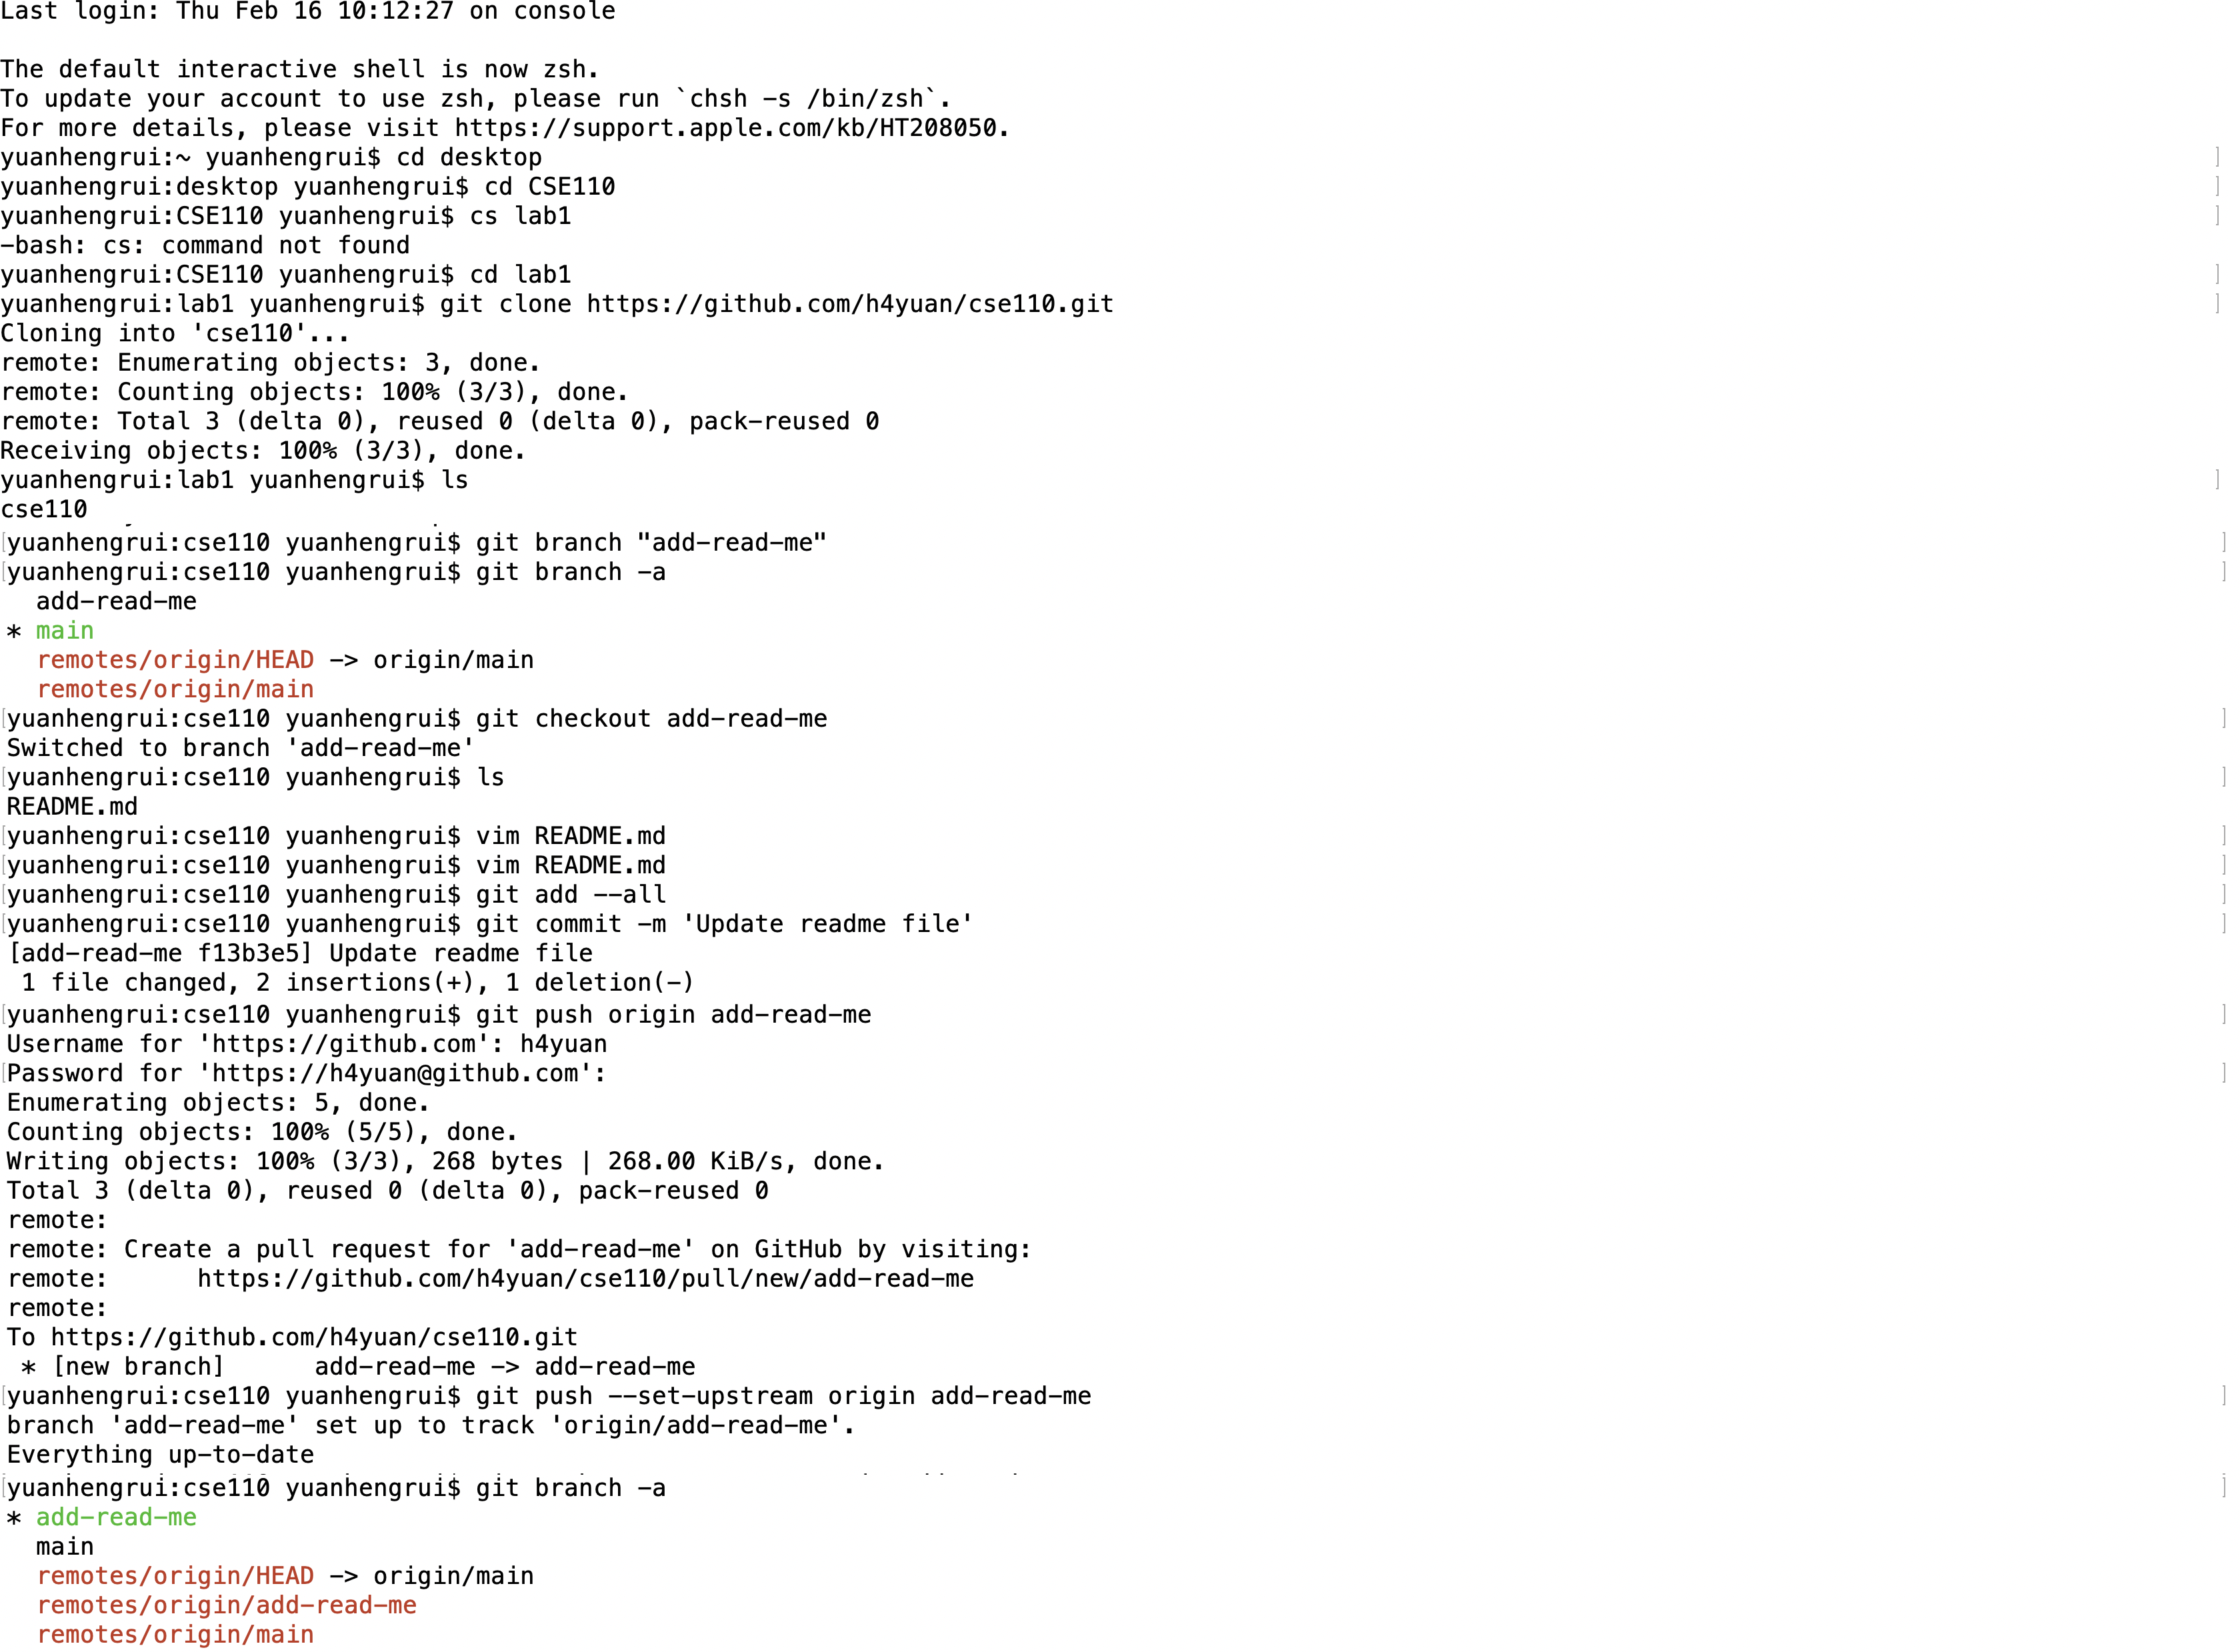 Last login: Thu Feb 16 10:12:27 on console
The default interactive shell is now zsh.
To update your account to use zsh, please run `chsh -s /bin/zsh`.
For more details, please visit https://support.apple.com/kb/HT208050.
yuanhengrui:~ yuanhengrui$ cd desktop
yuanhengrui:desktop yuanhengrui$ cd CSE110
yuanhengrui:CSE110 yuanhengrui$ cs lab1
-bash: cs: command not found
yuanhengrui:CSE110 yuanhengrui$ cd lab1
yuanhengrui:lab1 yuanhengrui$ git clone https://github.com/h4yuan/cse110.git
Cloning into 'cse110'...
remote: Enumerating objects: 3, done.
remote: Counting objects: 100% (3/3), done.
remote: Total 3 (delta 0), reused 0 (delta 0), pack-reused 0
Receiving objects: 100% (3/3), done.
yuanhengrui:lab1 yuanhengrui$ ls
cse110
yuanhengrui:cse110 yuanhengrui$ git branch "add-read-me"
yuanhengrui:cse110 yuanhengrui$ git branch -a
  add-read-me
* main
  remotes/origin/HEAD -> origin/main
  remotes/origin/main
yuanhengrui:cse110 yuanhengrui$ git checkout add-read-me
Switched to branch 'add-read-me'
yuanhengrui:cse110 yuanhengrui$ ls
README.md
yuanhengrui:cse110 yuanhengrui$ vim README.md
yuanhengrui:cse110 yuanhengrui$ vim README.md
yuanhengrui:cse110 yuanhengrui$ git add --all
yuanhengrui:cse110 yuanhengrui$ git commit -m 'Update readme file'
[add-read-me f13b3e5] Update readme file
 1 file changed, 2 insertions(+), 1 deletion(-)
yuanhengrui:cse110 yuanhengrui$ git push origin add-read-me
Username for 'https://github.com': h4yuan
Password for 'https://h4yuan@github.com':
Enumerating objects: 5, done.
Counting objects: 100% (5/5), done.
Writing objects: 100% (3/3), 268 bytes | 268.00 KiB/s, done.
Total 3 (delta 0), reused 0 (delta 0), pack-reused 0
remote:
remote: Create a pull request for 'add-read-me' on GitHub by visiting:
remote:      https://github.com/h4yuan/cse110/pull/new/add-read-me
remote:
To https://github.com/h4yuan/cse110.git
 * [new branch]      add-read-me -> add-read-me
yuanhengrui:cse110 yuanhengrui$ git push --set-upstream origin add-read-me
branch 'add-read-me' set up to track 'origin/add-read-me'.
Everything up-to-date
yuanhengrui:cse110 yuanhengrui$ git branch -a
* add-read-me
  main
  remotes/origin/HEAD -> origin/main
  remotes/origin/add-read-me
  remotes/origin/main